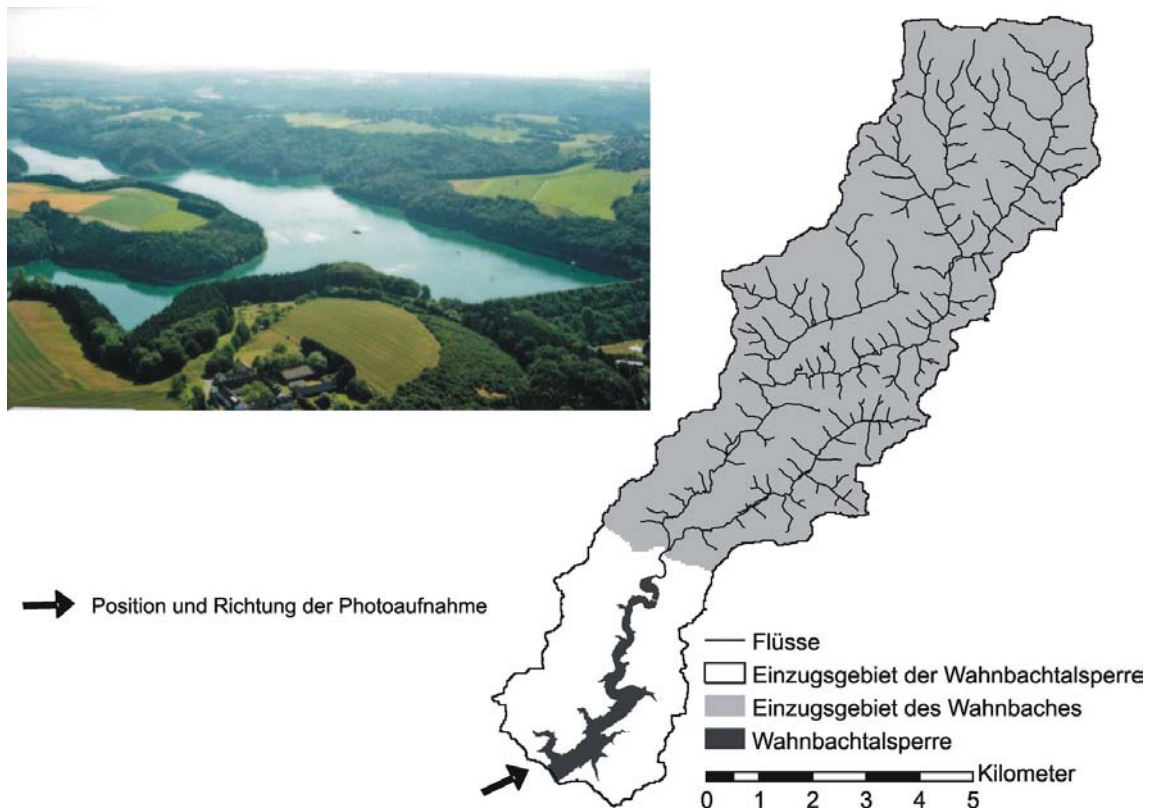 Position und Richtung der Photoaufnahme
Flüsse
Einzugsgebiet der Wahnbachtalsperre
Einzugsgebiet des Wahnbaches
Wahnbachtalsperre
Kilometer
0 1 2 3 4 5